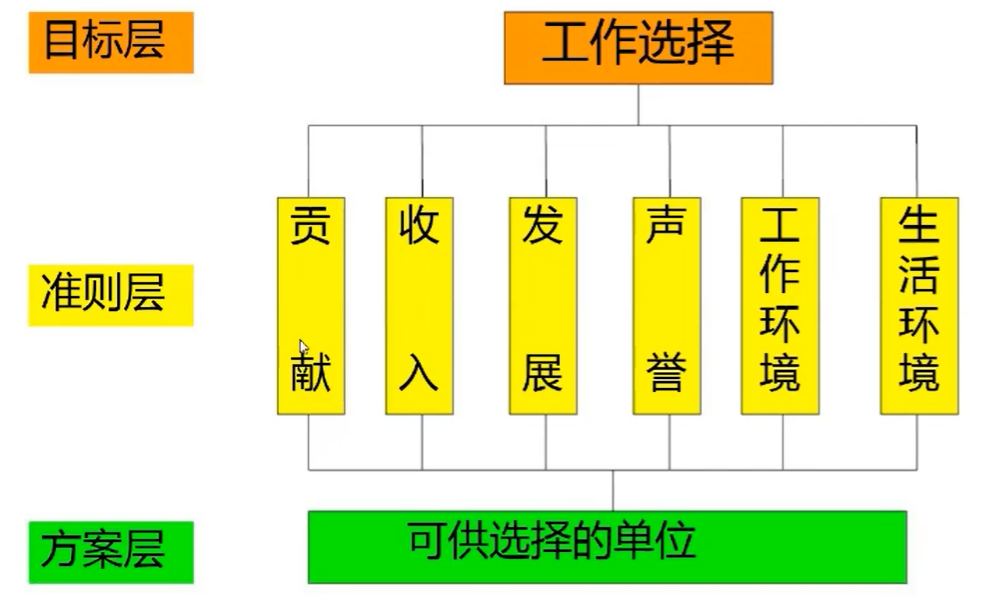 目标层
工作选择
准则层
贡献
收入
发展
声誉
工作环境
生活环境
方案层
可供选择的单位